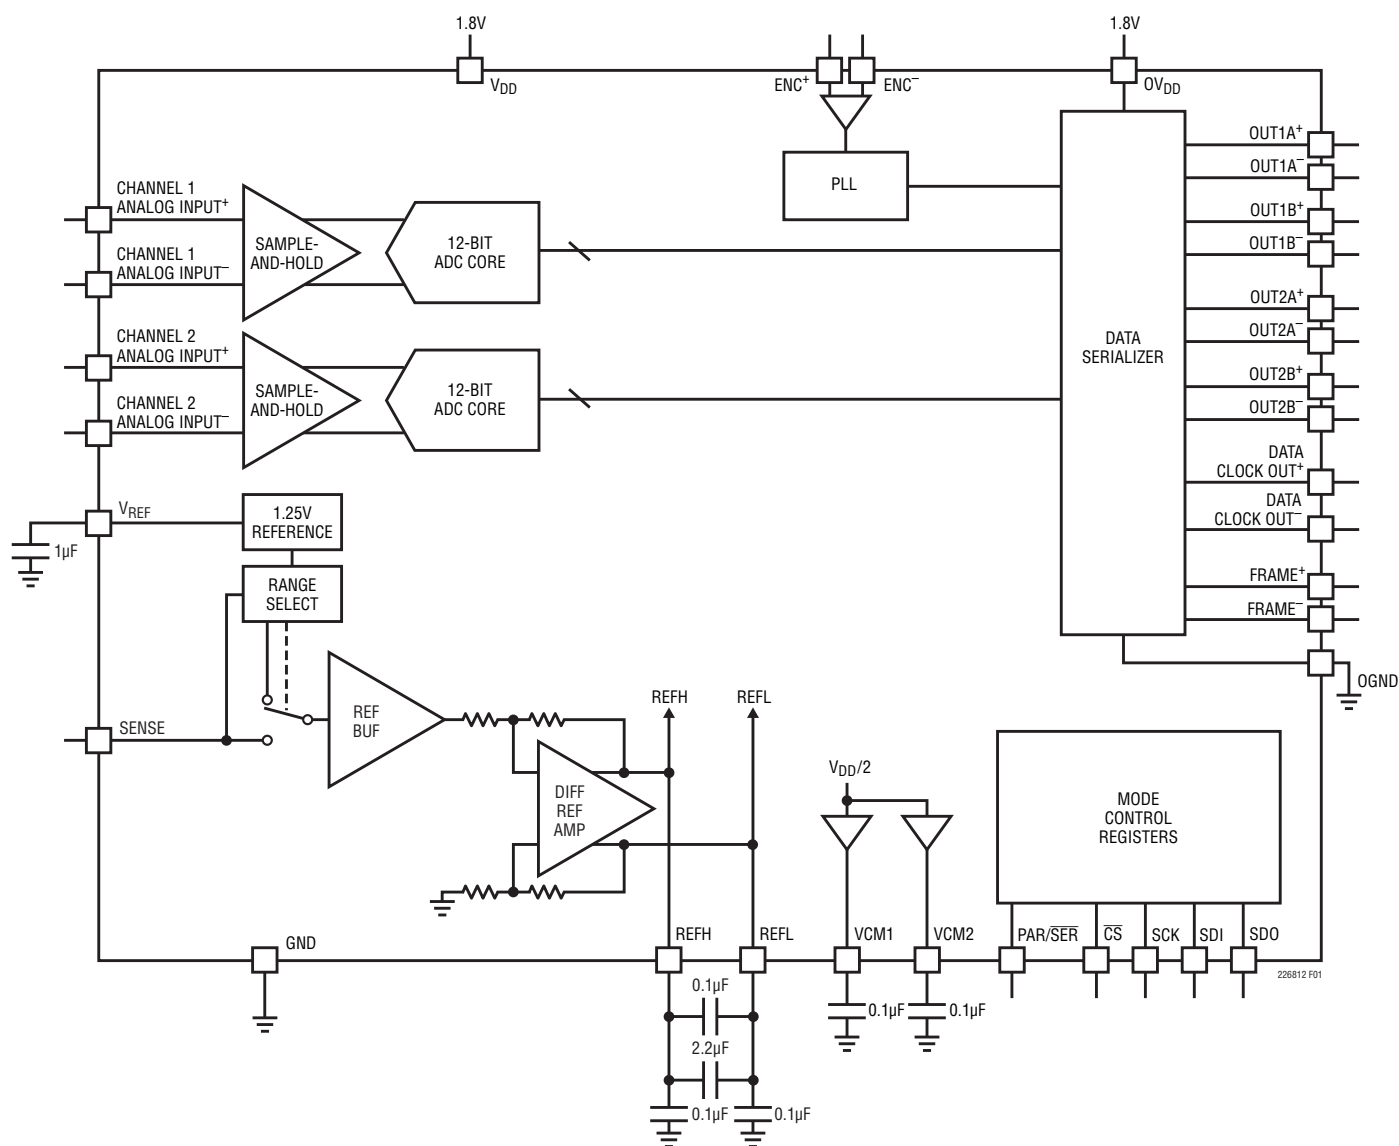 1.8V
1.8V
VDD
ENC+
ENC−
OVDD
OUT1A+
OUT1A−
OUT1B+
OUT1B−
OUT2A+
OUT2A−
OUT2B+
OUT2B−
DATA
CLOCK OUT+
DATA
CLOCK OUT−
FRAME+
FRAME−
OGND
PLL
DATA
SERIALIZER
CHANNEL 1
ANALOG INPUT+
CHANNEL 1
ANALOG INPUT−
SAMPLE-
AND-HOLD
12-BIT
ADC CORE
CHANNEL 2
ANALOG INPUT+
CHANNEL 2
ANALOG INPUT−
SAMPLE-
AND-HOLD
12-BIT
ADC CORE
VREF
1µF
1.25V
REFERENCE
RANGE
SELECT
SENSE
REF
BUF
DIFF
REF
AMP
REFH
REFL
VDD/2
MODE
CONTROL
REGISTERS
GND
REFH
REFL
VCM1
VCM2
PAR/SER
CS
SCK
SDI
SDO
226812 F01
0.1µF
2.2µF
0.1µF
0.1µF
0.1µF
0.1µF